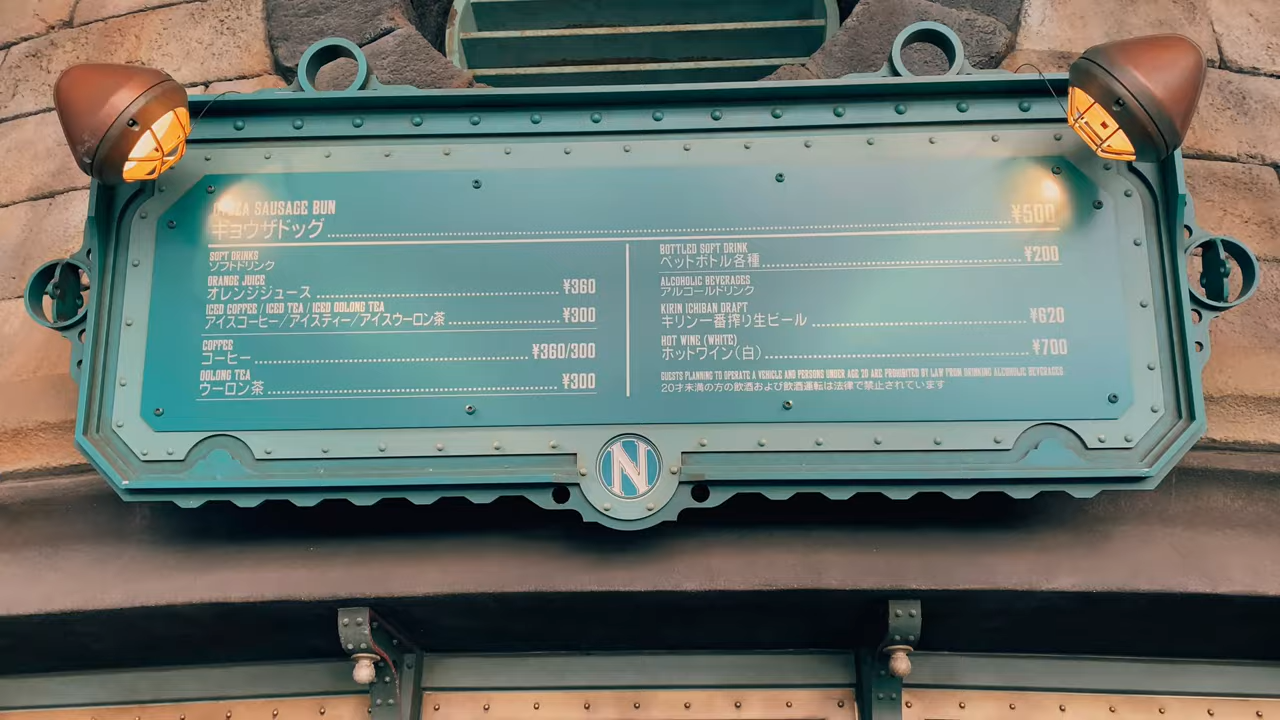 SAUSAGE BUN
ギョウザドッグ ¥500
SOFT DRINKS
ソフトドリンク
ORANGE JUICE
オレンジジュース ¥360
ICED COFFEE / ICED TEA / ICED OOLONG TEA
アイスコーヒー/アイスティー/アイスウーロン茶 ¥300
COFFEE
コーヒー ¥360/300
OOLONG TEA
ウーロン茶 ¥300
BOTTLED SOFT DRINK
ペットボトル各種 ¥200
ALCOHOLIC BEVERAGES
アルコールドリンク
KIRIN ICHIBAN DRAFT
キリン一番搾り生ビール ¥620
HOT WINE (WHITE)
ホットワイン(白) ¥700
GUESTS PLANNING TO OPERATE A VEHICLE AND PERSONS UNDER AGE 20 ARE PROHIBITED BY LAW FROM DRINKING ALCOHOLIC BEVERAGES
20才未満の方の飲酒および飲酒運転は法律で禁止されています
N